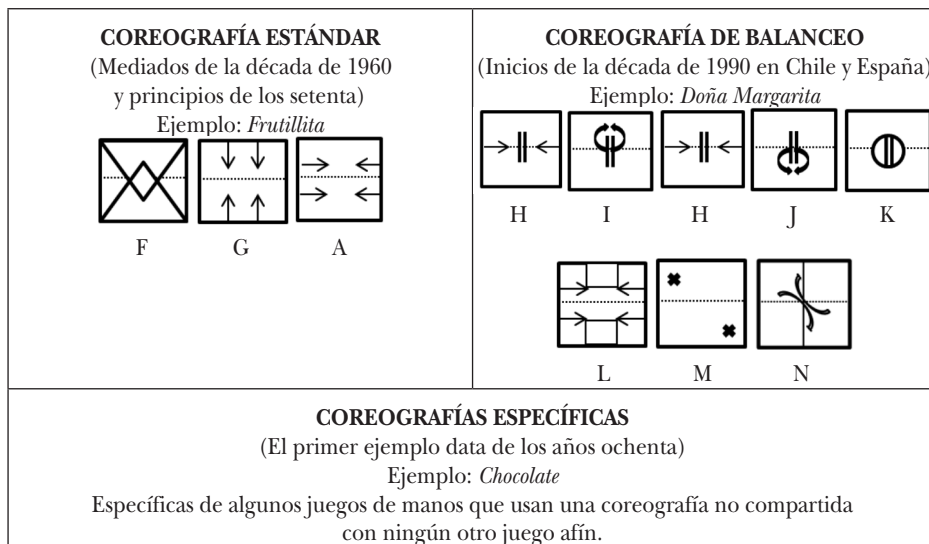 COREOGRAFÍA ESTÁNDAR
(Mediados de la década de 1960
y principios de los setenta)
Ejemplo: Frutillita
F G A
COREOGRAFÍA DE BALANCEO
(Inicios de la década de 1990 en Chile y España)
Ejemplo: Doña Margarita
H I H J K
L M N
COREOGRAFÍAS ESPECÍFICAS
(El primer ejemplo data de los años ochenta)
Ejemplo: Chocolate
Específicas de algunos juegos de manos que usan una coreografía no compartida
con ningún otro juego afín.